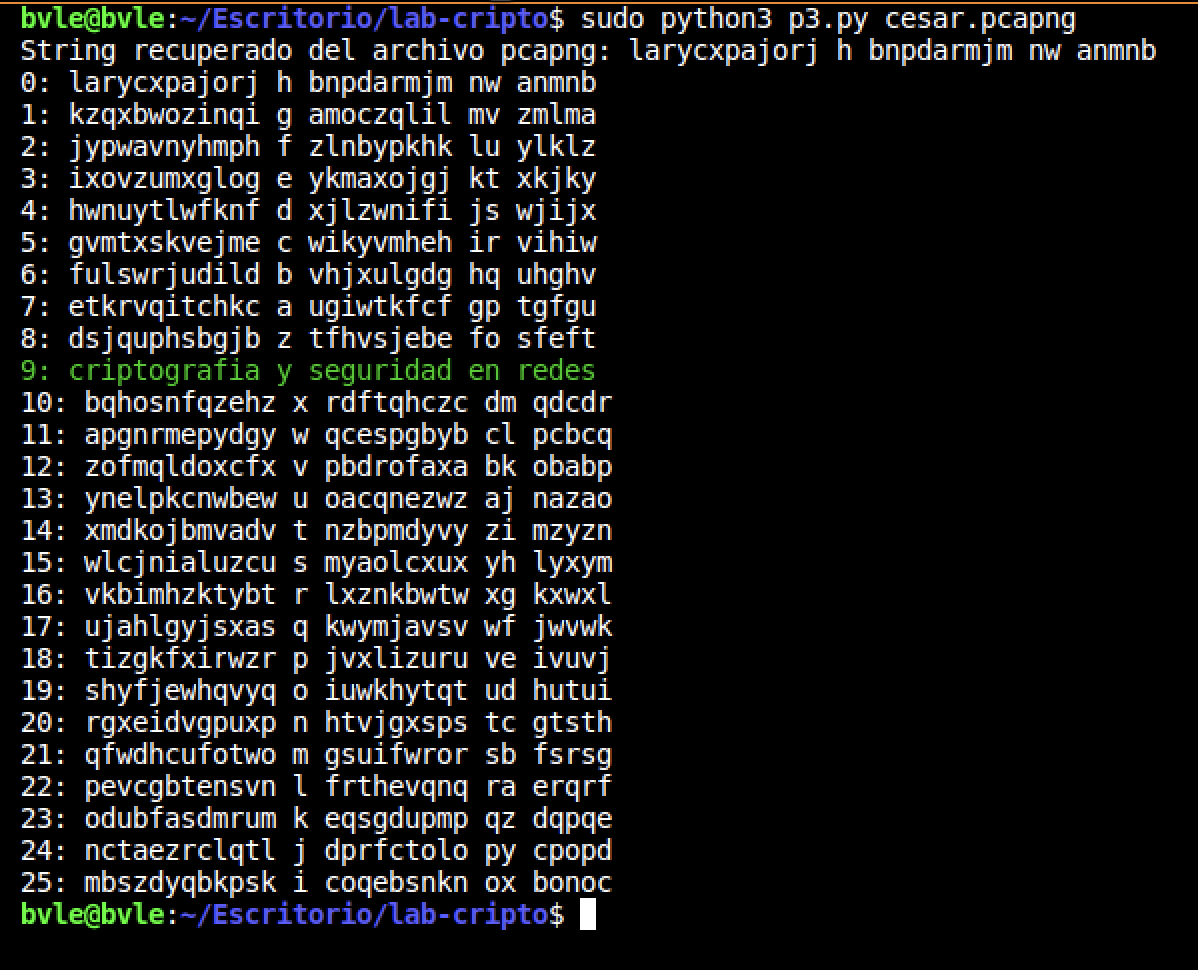 bvle@bvle:~/Escritorio/lab-cripto$ sudo python3 p3.py cesar.pcapng
String recuperado del archivo pcapng: larycxpajorj h bnpdarmjm nw anmnb
0: larycxpajorj h bnpdarmjm nw anmnb
1: kzqxbwozinqi g amoczqlil mv zmlma
2: jypwavnyhmph f zlnbypkhk lu ylklz
3: ixovzumxglog e ykmaxojgj kt xkjky
4: hwnuytlwfknf d xjlzwnifi js wjijx
5: gvmtxskvejme c wikyvmheh ir vihiw
6: fulswrjudild b vhjxulgdg hq uhghv
7: etkrvqitchkc a ugiwtkfcf gp tgfgu
8: dsjquphsbgjb z tfhvsjebe fo sfeft
9: criptografia y seguridad en redes
10: bqhosnfqzehz x rdftqhczc dm qdcdr
11: apgnrmepydgy w qcespgbyb cl pcbcq
12: zofmqldoxcfx v pbdrofaxa bk obabp
13: ynelpkcnwbew u oacqnezwz aj nazao
14: xmdkojbmvadv t nzbpmdyvy zi mzyzn
15: wlcjnialuzcu s myaolcxux yh lyxym
16: vkbimhzktybt r lxznkbwtw xg kxwxl
17: ujahlgyjsxas q kwymjavsv wf jwvwk
18: tizgkfxirwzr p jvxlizuru ve ivuvj
19: shyfjewhqvyq o iuwkhytqt ud hutui
20: rgxeidvgpuxp n htvjgxsps tc gtsth
21: qfwdhcufotwo m gsuifwror sb fsrsg
22: pevcgbtensvn l frthevqnq ra erqrf
23: odubfasdmrum k eqsgdupmp qz dqpqe
24: nctaezrclqtl j dprfctolo py cpopd
25: mbszdyqbkpsk i coqebsnkn ox bonoc
bvle@bvle:~/Escritorio/lab-cripto$